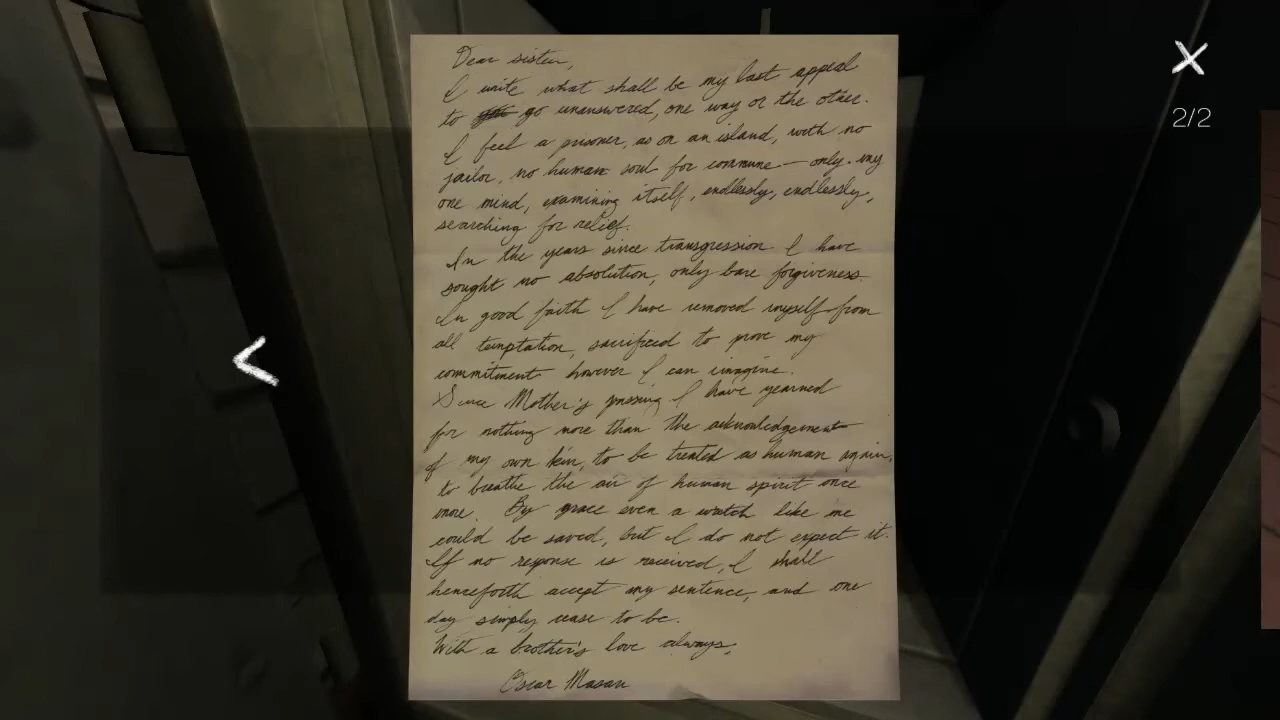 Dear sister,
I write what shall be my last appeal
to go unanswered, one way or the other.
I feel a prisoner, as on an island, with no
jailor, no human soul for commune — only my
one mind, examining itself, endlessly, endlessly,
searching for relief.
In the years since transgression I have
sought no absolution, only bare forgiveness.
In good faith I have removed myself from
all temptation, sacrificed to prove my
commitment however I can imagine.
Since Mother's passing I have yearned
for nothing more than the acknowledgement
of my own kin, to be treated as human again,
to breathe the air of human spirit once
more. By grace even a wretch like me
could be saved, but I do not expect it.
If no response is received, I shall
henceforth accept my sentence, and one
day simply cease to be.
With a brother's love always,
Oscar Masan
X
2/2